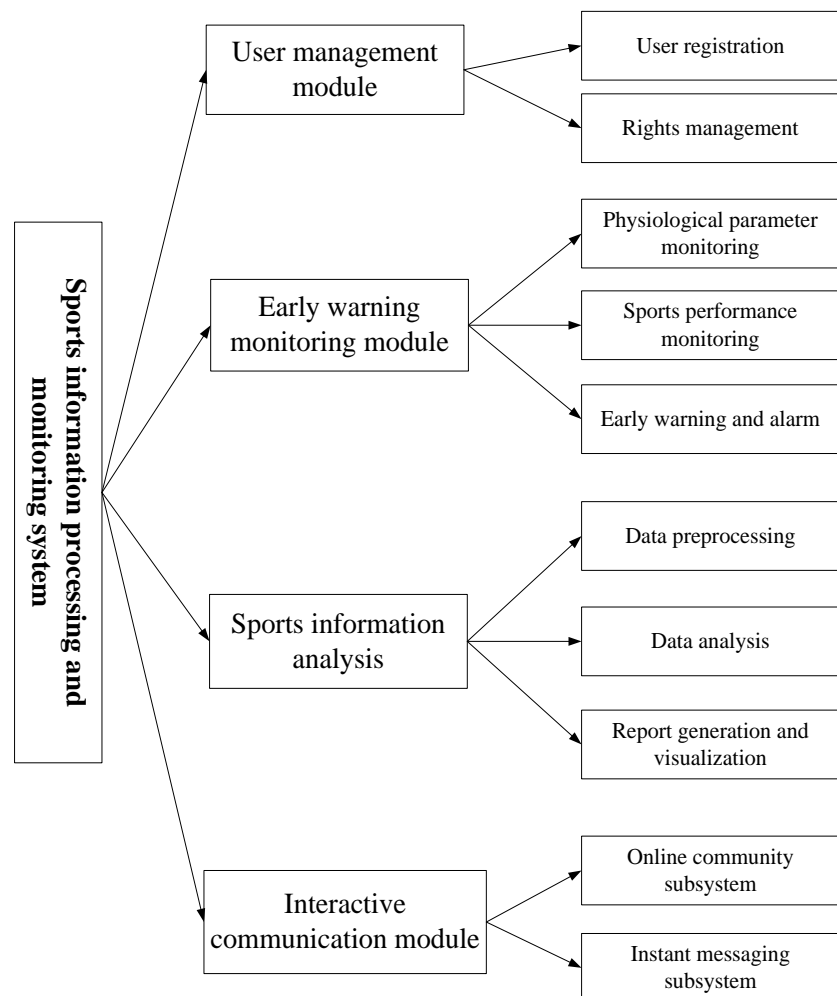 Sports information processing and
monitoring system
User management
module
User registration
Rights management
Early warning
monitoring module
Physiological parameter
monitoring
Sports performance
monitoring
Early warning and alarm
Sports information
analysis
Data preprocessing
Data analysis
Report generation and
visualization
Interactive
communication module
Online community
subsystem
Instant messaging
subsystem